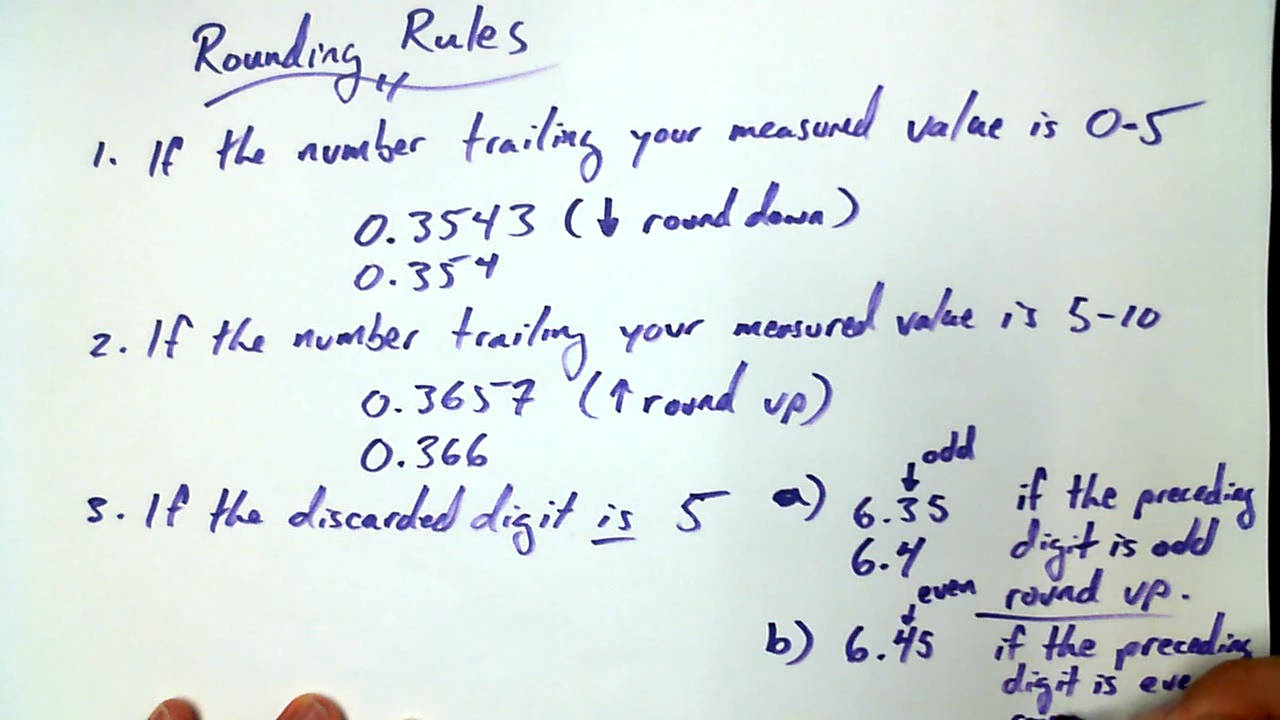 Rounding Rules
1. If the number trailing your measured value is 0-5
0.3543 (↓ round down)
0.354
2. If the number trailing your measured value is 5-10
0.3657 (↑ round up)
0.366
3. If the discarded digit is 5
a) 6.35 ↓ odd
6.4
if the preceding
digit is odd
round up.
b) 6.45 ↓ even
if the preceding
digit is eve